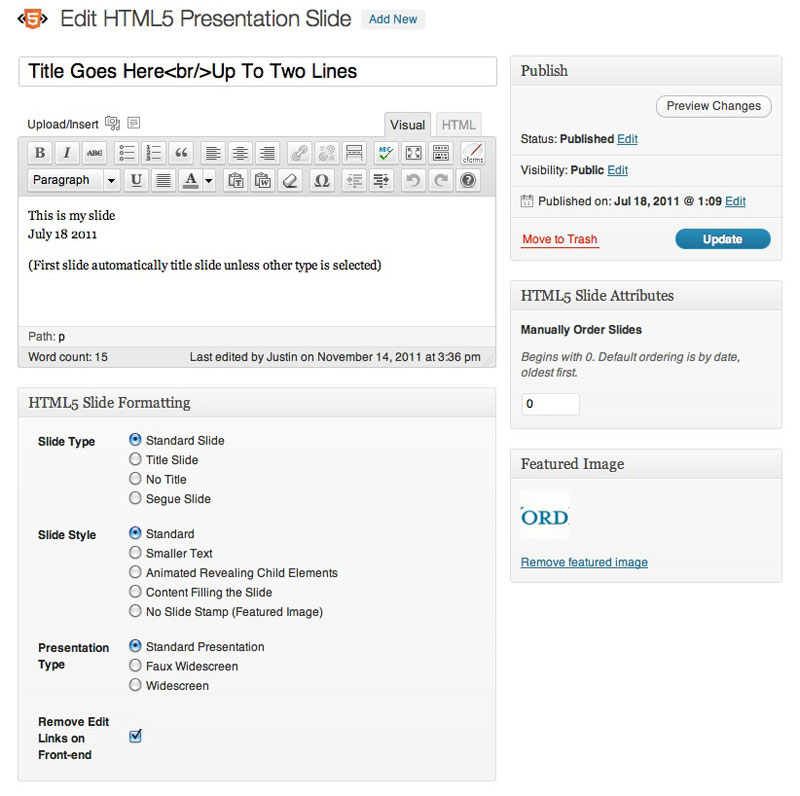 5
Edit HTML5 Presentation Slide Add New
Title Goes Here<br/>Up To Two Lines
Upload/Insert
Visual HTML
B I ABC “ ABC cforms
Paragraph U A T W Ω ?
This is my slide
July 18 2011
(First slide automatically title slide unless other type is selected)
Path: p
Word count: 15 Last edited by Justin on November 14, 2011 at 3:36 pm
HTML5 Slide Formatting
Slide Type
Standard Slide
Title Slide
No Title
Segue Slide
Slide Style
Standard
Smaller Text
Animated Revealing Child Elements
Content Filling the Slide
No Slide Stamp (Featured Image)
Presentation
Type
Standard Presentation
Faux Widescreen
Widescreen
Remove Edit
Links on
Front-end
Publish
Preview Changes
Status: Published Edit
Visibility: Public Edit
Published on: Jul 18, 2011 @ 1:09 Edit
Move to Trash Update
HTML5 Slide Attributes
Manually Order Slides
Begins with 0. Default ordering is by date,
oldest first.
0
Featured Image
ORD
Remove featured image